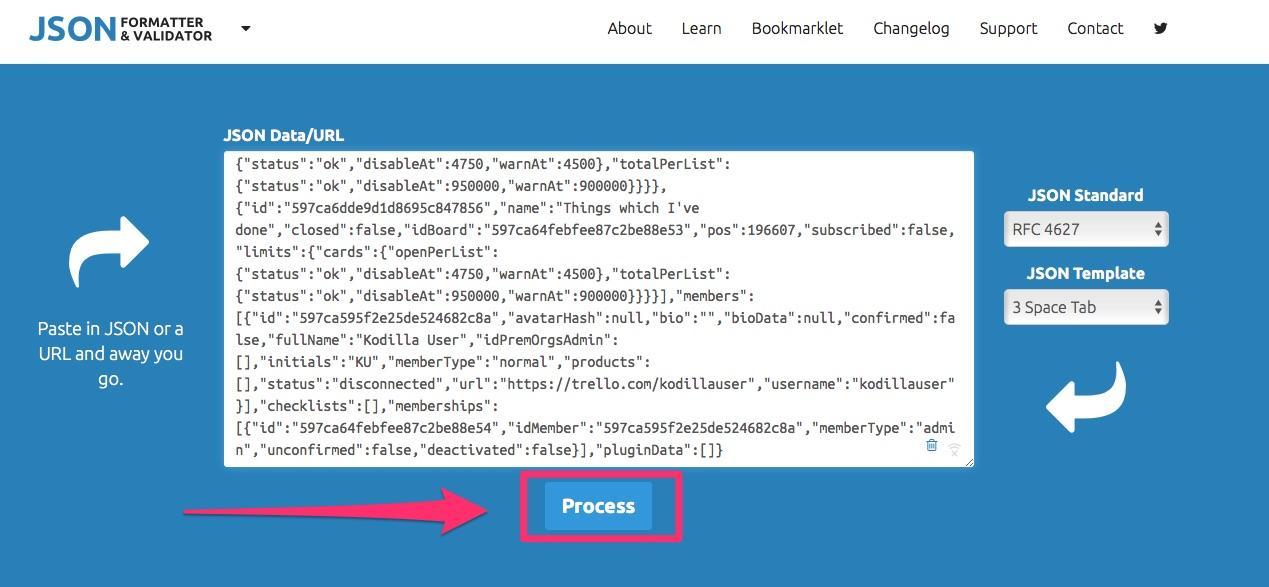 JSON FORMATTER
& VALIDATOR
About Learn Bookmarklet Changelog Support Contact
JSON Data/URL
{"status":"ok","disableAt":4750,"warnAt":4500},"totalPerList":
{"status":"ok","disableAt":950000,"warnAt":900000}}}},
{"id":"597ca6dde9d1d8695c847856","name":"Things which I've
done","closed":false,"idBoard":"597ca64febfee87c2be88e53","pos":196607,"subscribed":false,
"limits":{"cards":{"openPerList":
{"status":"ok","disableAt":4750,"warnAt":4500},"totalPerList":
{"status":"ok","disableAt":950000,"warnAt":900000}}}}],"members":
[{"id":"597ca595f2e25de524682c8a","avatarHash":null,"bio":"","bioData":null,"confirmed":fa
lse,"fullName":"Kodilla User","idPremOrgsAdmin":
[],"initials":"KU","memberType":"normal","products":
[],"status":"disconnected","url":"https://trello.com/kodillauser","username":"kodillauser"
}],"checklists":[],"memberships":
[{"id":"597ca64febfee87c2be88e54","idMember":"597ca595f2e25de524682c8a","memberType":"admi
n","unconfirmed":false,"deactivated":false}],"pluginData":[]}
Paste in JSON or a
URL and away you
go.
JSON Standard
RFC 4627
JSON Template
3 Space Tab
Process